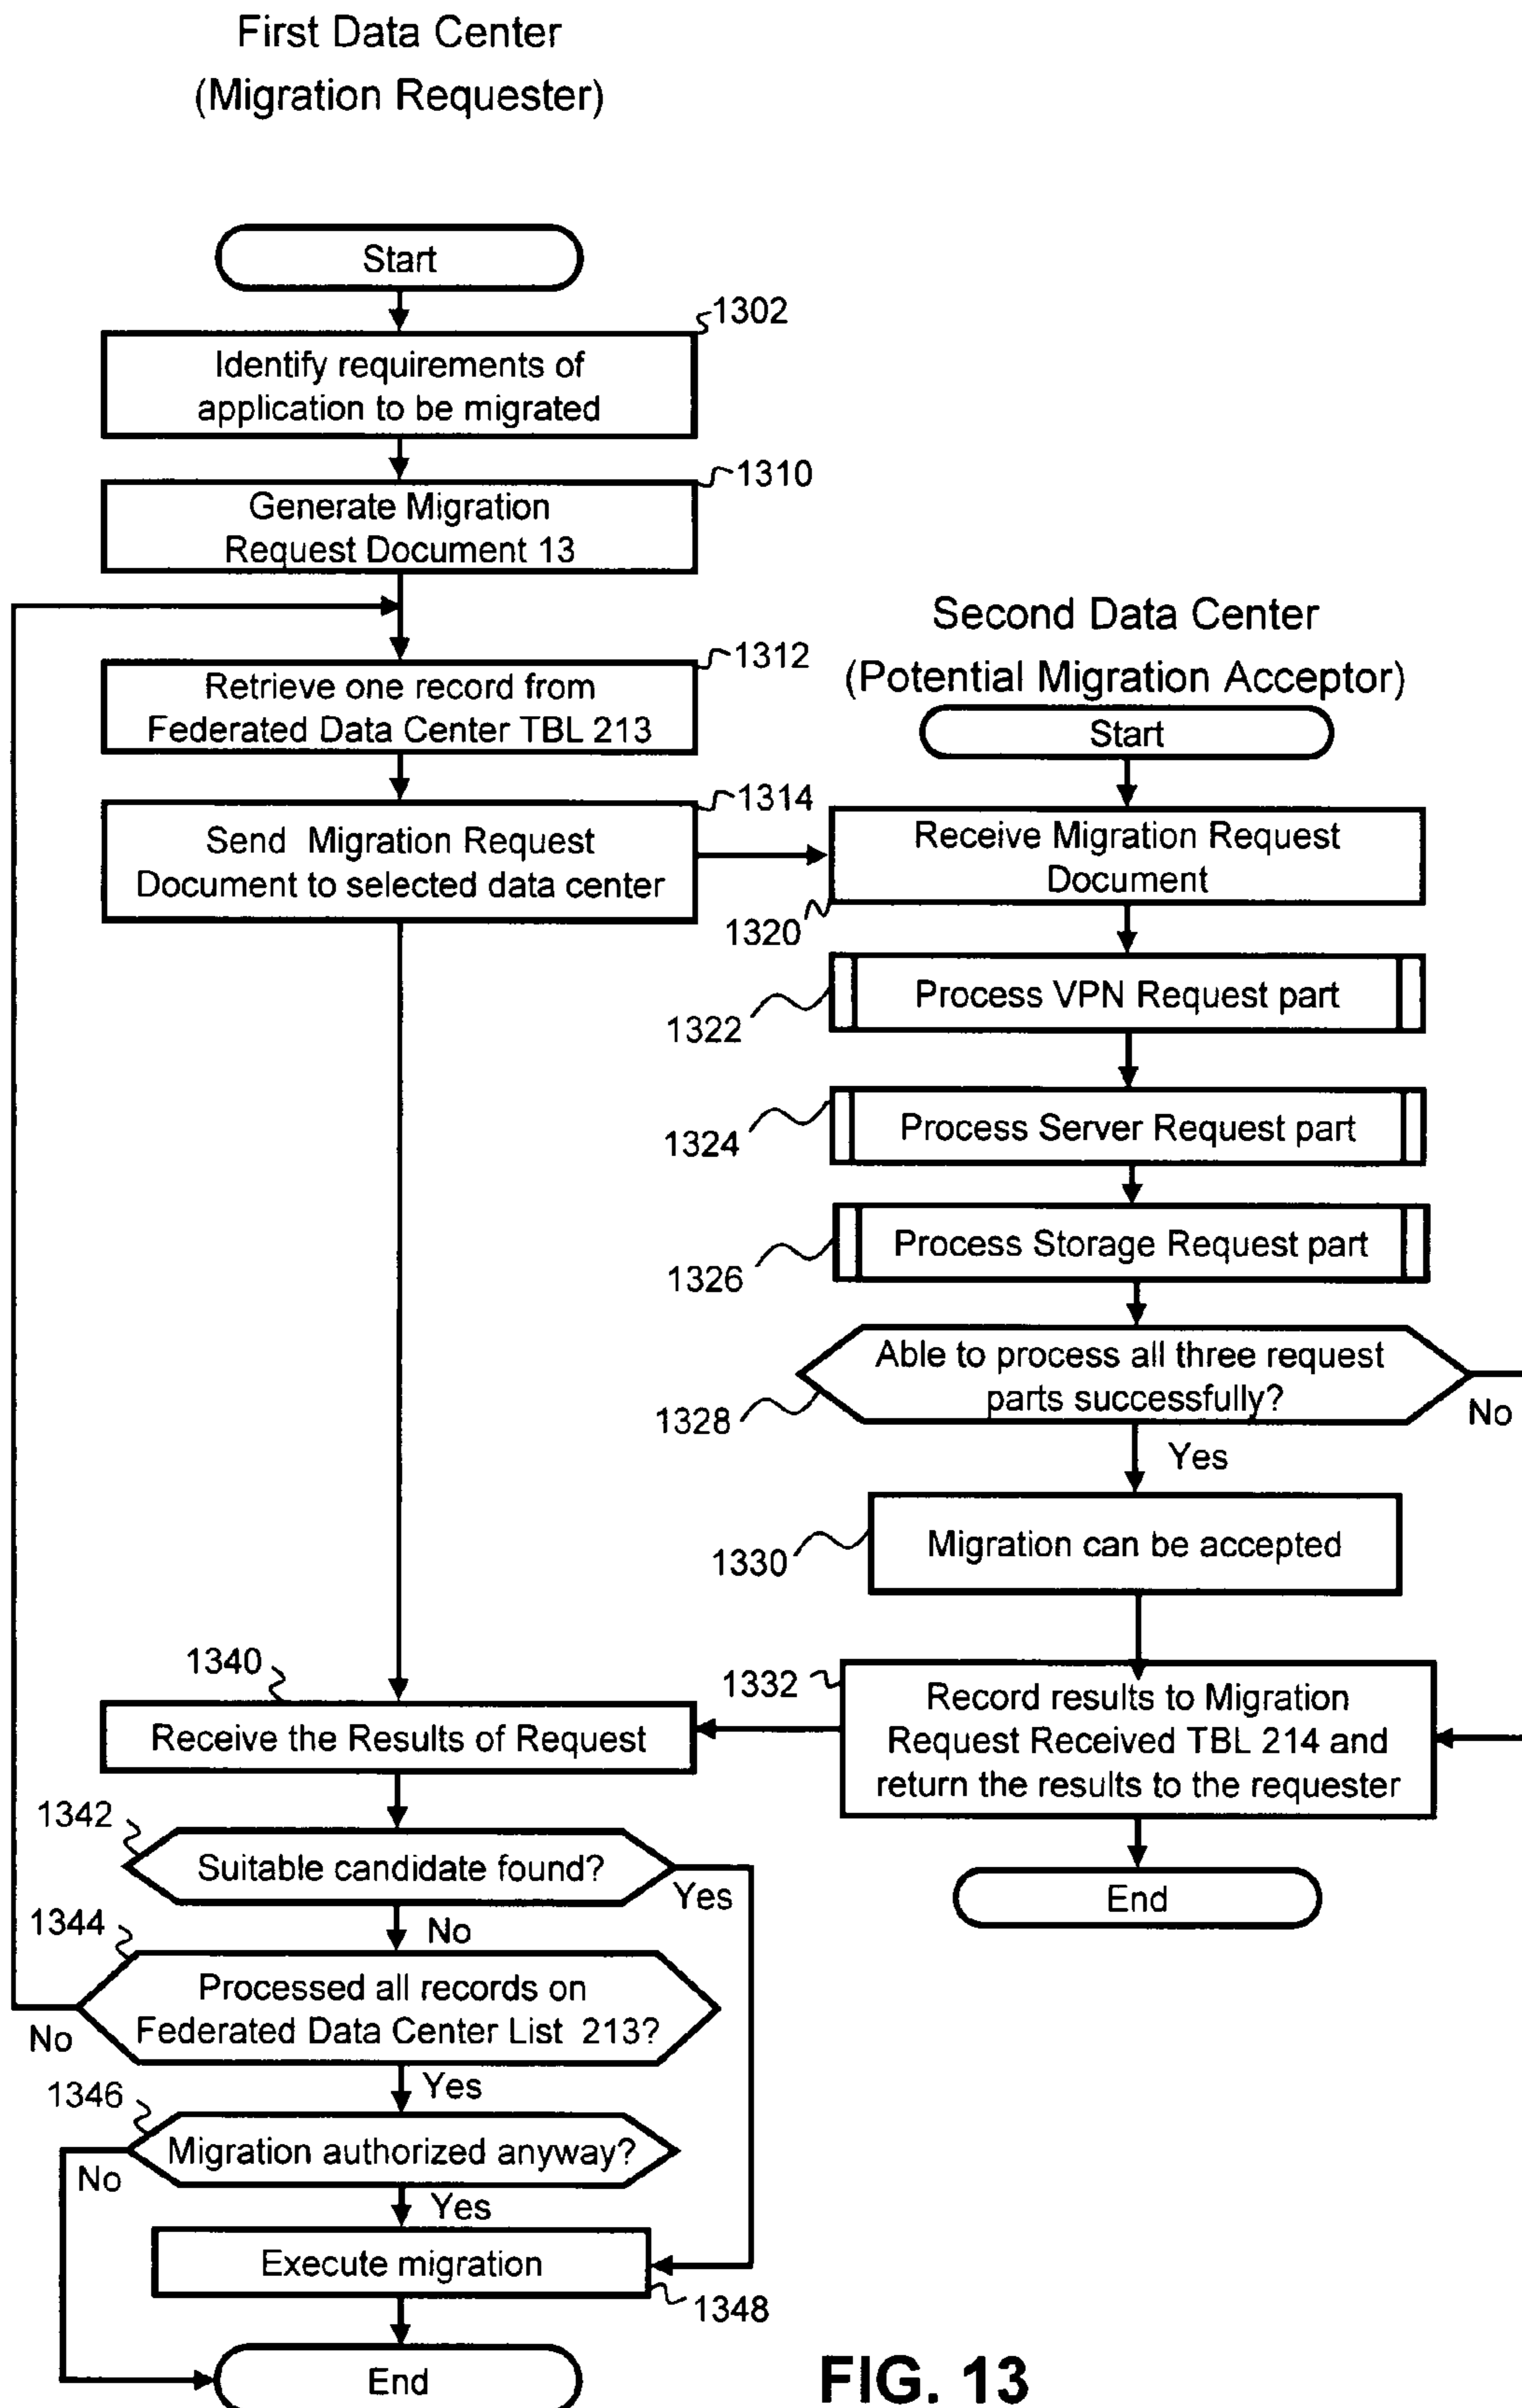 First Data Center
(Migration Requester)
Start
1302
Identify requirements of
application to be migrated
1310
Generate Migration
Request Document 13
1312
Retrieve one record from
Federated Data Center TBL 213
1314
Send Migration Request
Document to selected data center
Second Data Center
(Potential Migration Acceptor)
Start
Receive Migration Request
Document
1320
Process VPN Request part
1322
Process Server Request part
1324
Process Storage Request part
1326
Able to process all three request
parts successfully?
1328
No
Yes
Migration can be accepted
1330
1332
Record results to Migration
Request Received TBL 214 and
return the results to the requester
End
1340
Receive the Results of Request
1342
Suitable candidate found?
Yes
No
1344
Processed all records on
Federated Data Center List 213?
No
Yes
1346
Migration authorized anyway?
No
Yes
Execute migration
1348
End
FIG. 13